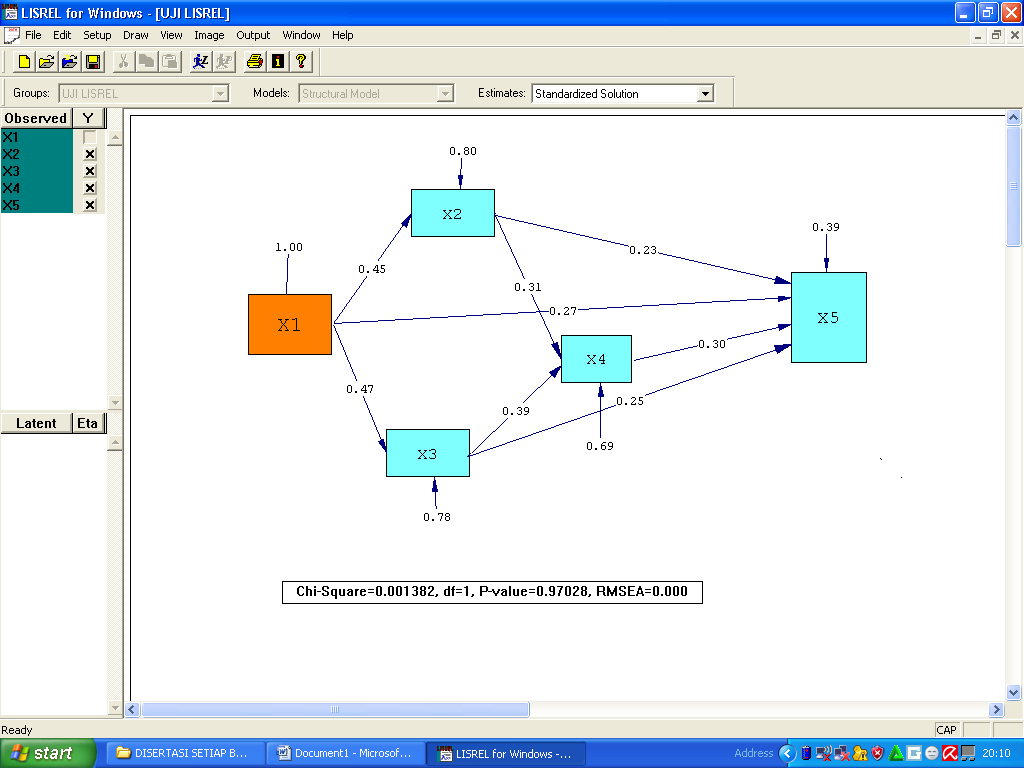 LISREL for Windows - [UJI LISREL]
File Edit Setup Draw View Image Output Window Help
Groups: UJI LISREL Models: Structural Model Estimates: Standardized Solution
Observed Y
X1
X2
X3
X4
X5
Latent Eta
0.80
X2
0.39
1.00
0.45
0.23
0.31
X1
0.27
X5
X4
0.30
0.47
0.39
0.25
0.69
X3
0.78
Chi-Square=0.001382, df=1, P-value=0.97028, RMSEA=0.000
Ready CAP
start DISERTASI SETIAP B... Document1 - Microsof... LISREL for Windows -... Address 20:10